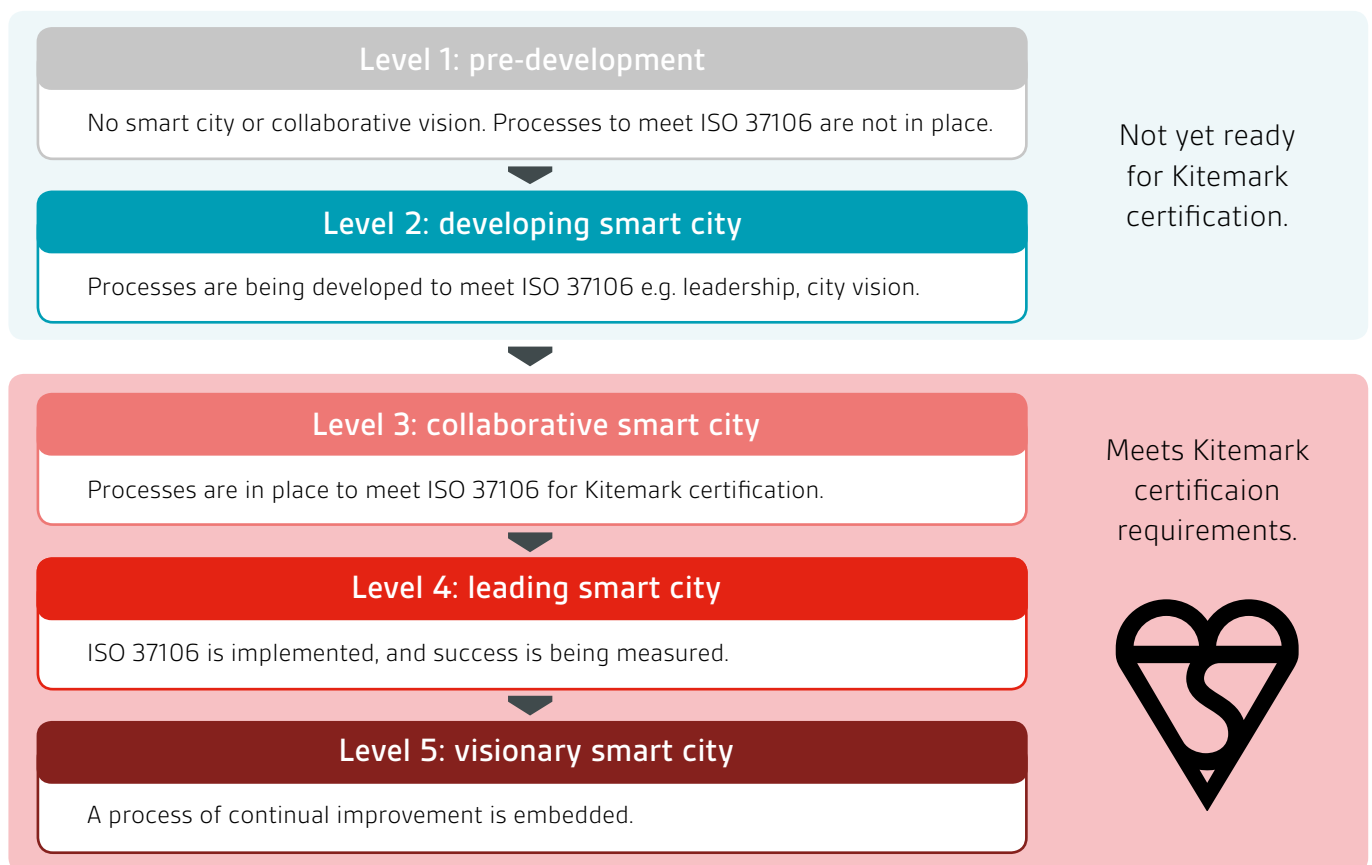 Level 1: pre-development
No smart city or collaborative vision. Processes to meet ISO 37106 are not in place.
Level 2: developing smart city
Processes are being developed to meet ISO 37106 e.g. leadership, city vision.
Not yet ready
for Kitemark
certification.
Level 3: collaborative smart city
Processes are in place to meet ISO 37106 for Kitemark certification.
Level 4: leading smart city
ISO 37106 is implemented, and success is being measured.
Level 5: visionary smart city
A process of continual improvement is embedded.
Meets Kitemark
certificaion
requirements.